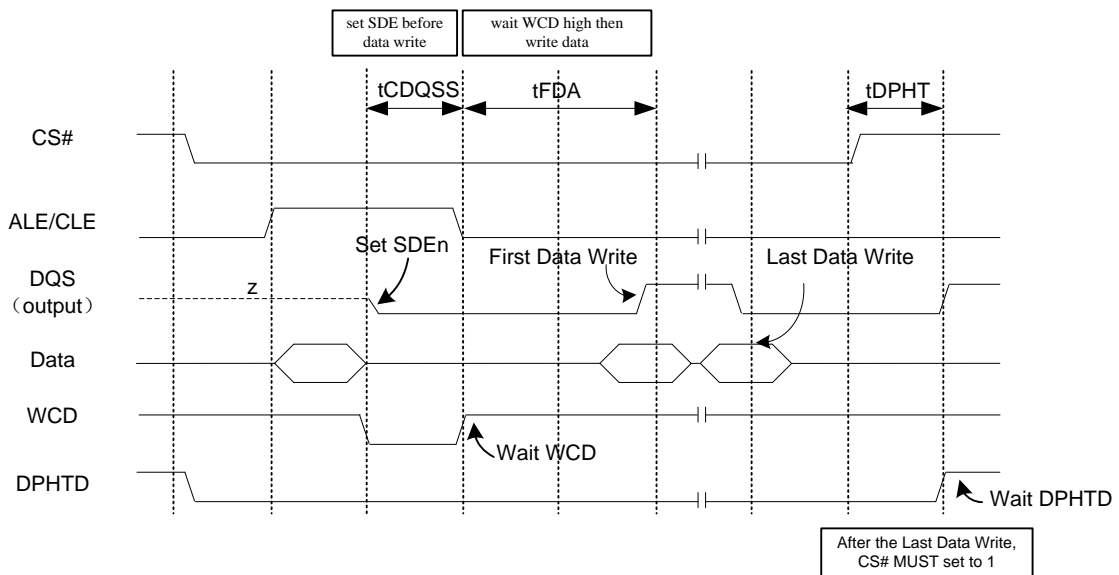 set SDE before
data write
wait WCD high then
write data
tCDQSS
tFDA
tDPHT
CS#
ALE/CLE
Set SDEn
First Data Write
Last Data Write
DQS
（output）
z
Data
WCD
Wait WCD
DPHTD
Wait DPHTD
After the Last Data Write,
CS# MUST set to 1